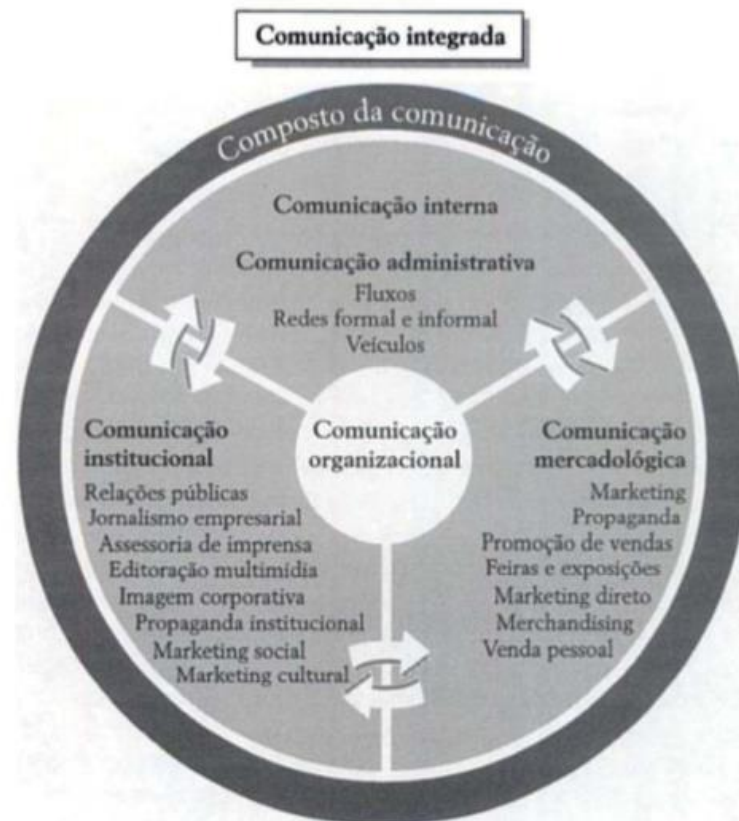 Comunicação integrada
Composto da comunicação
Comunicação interna
Comunicação administrativa
Fluxos
Redes formal e informal
Veículos
Comunicação
institucional
Relações públicas
Jornalismo empresarial
Assessoria de imprensa
Editoração multimídia
Imagem corporativa
Propaganda institucional
Marketing social
Marketing cultural
Comunicação
organizacional
Comunicação
mercadológica
Marketing
Propaganda
Promoção de vendas
Feiras e exposições
Marketing direto
Merchandising
Venda pessoal